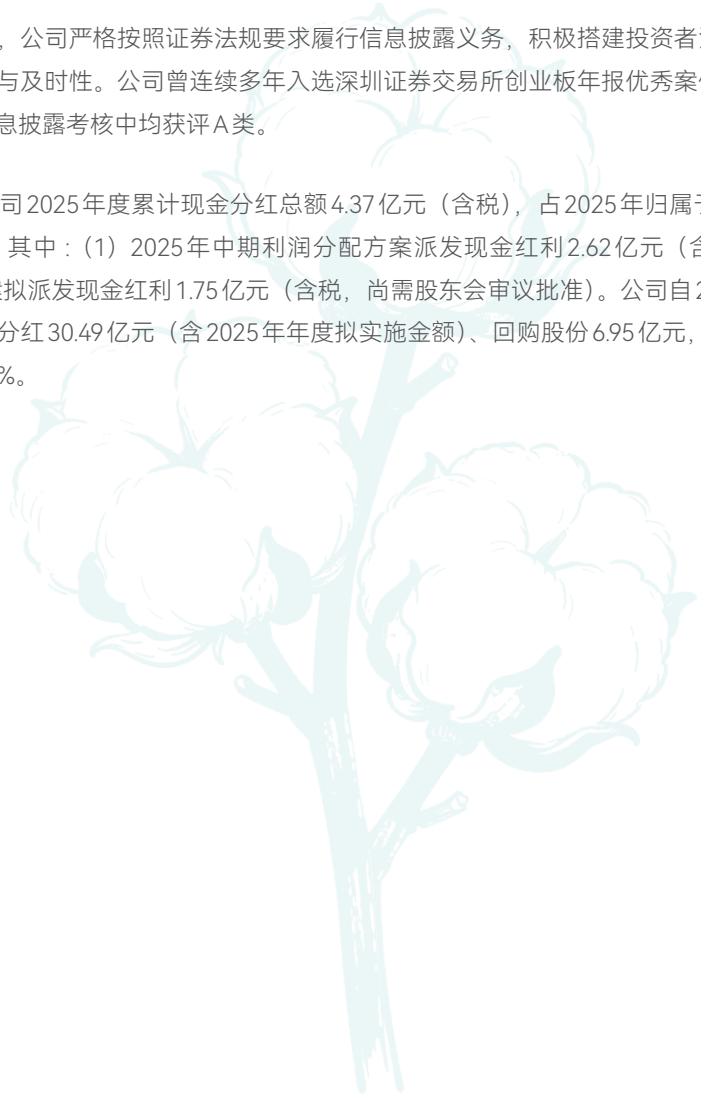 ，公司严格按照证券法规要求履行信息披露义务，积极搭建投资者
与及时性。公司曾连续多年入选深圳证券交易所创业板年报优秀案
息披露考核中均获评A类。
司2025年度累计现金分红总额4.37亿元（含税），占2025年归属
其中：（1）2025年中期利润分配方案派发现金红利2.62亿元（含
拟派发现金红利1.75亿元（含税，尚需股东会审议批准）。公司自2
分红30.49亿元（含2025年年度拟实施金额）、回购股份6.95亿元，
%。